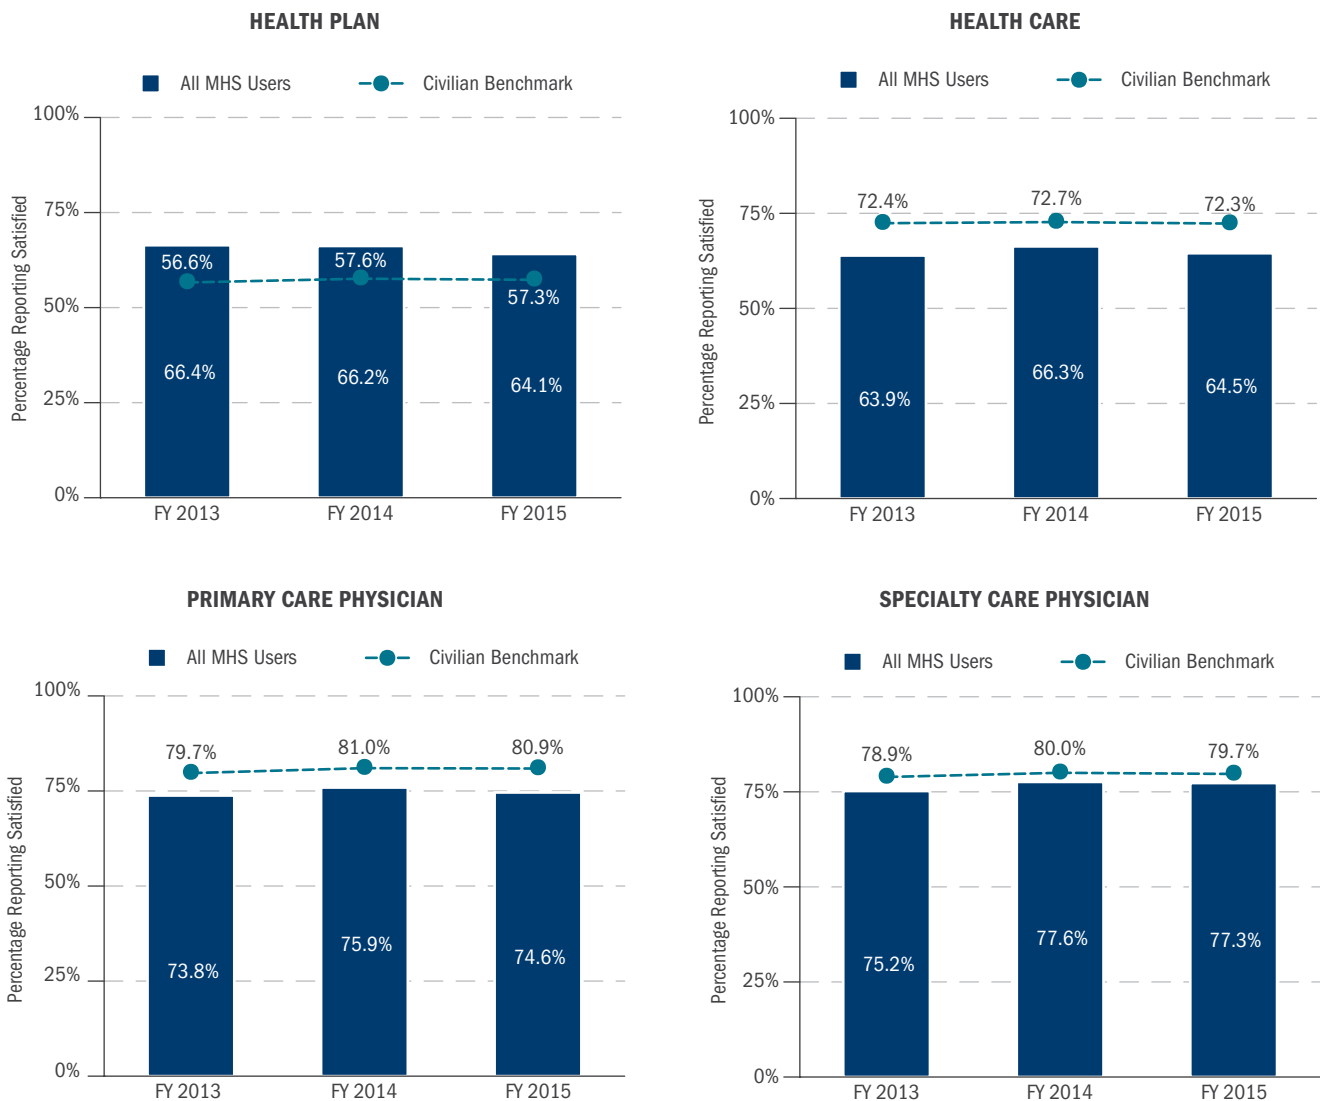 HEALTH PLAN
All MHS Users
Civilian Benchmark
Percentage Reporting Satisfied
100%
75%
50%
25%
0%
56.6%
57.6%
57.3%
66.4%
66.2%
64.1%
FY 2013
FY 2014
FY 2015
HEALTH CARE
All MHS Users
Civilian Benchmark
Percentage Reporting Satisfied
100%
75%
50%
25%
0%
72.4%
72.7%
72.3%
63.9%
66.3%
64.5%
FY 2013
FY 2014
FY 2015
PRIMARY CARE PHYSICIAN
All MHS Users
Civilian Benchmark
Percentage Reporting Satisfied
100%
75%
50%
25%
0%
79.7%
81.0%
80.9%
73.8%
75.9%
74.6%
FY 2013
FY 2014
FY 2015
SPECIALTY CARE PHYSICIAN
All MHS Users
Civilian Benchmark
Percentage Reporting Satisfied
100%
75%
50%
25%
0%
78.9%
80.0%
79.7%
75.2%
77.6%
77.3%
FY 2013
FY 2014
FY 2015